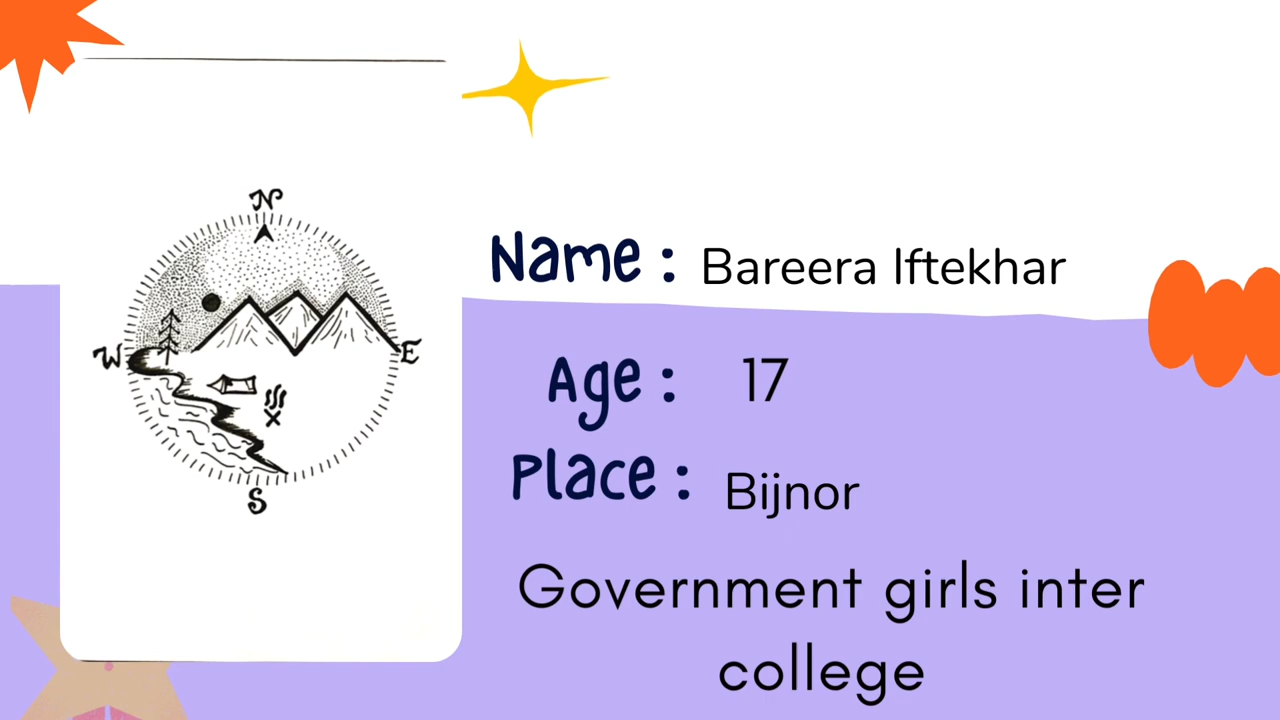 N
W
E
S
Name : Bareera Iftekhar
Age : 17
Place : Bijnor
Government girls inter
college